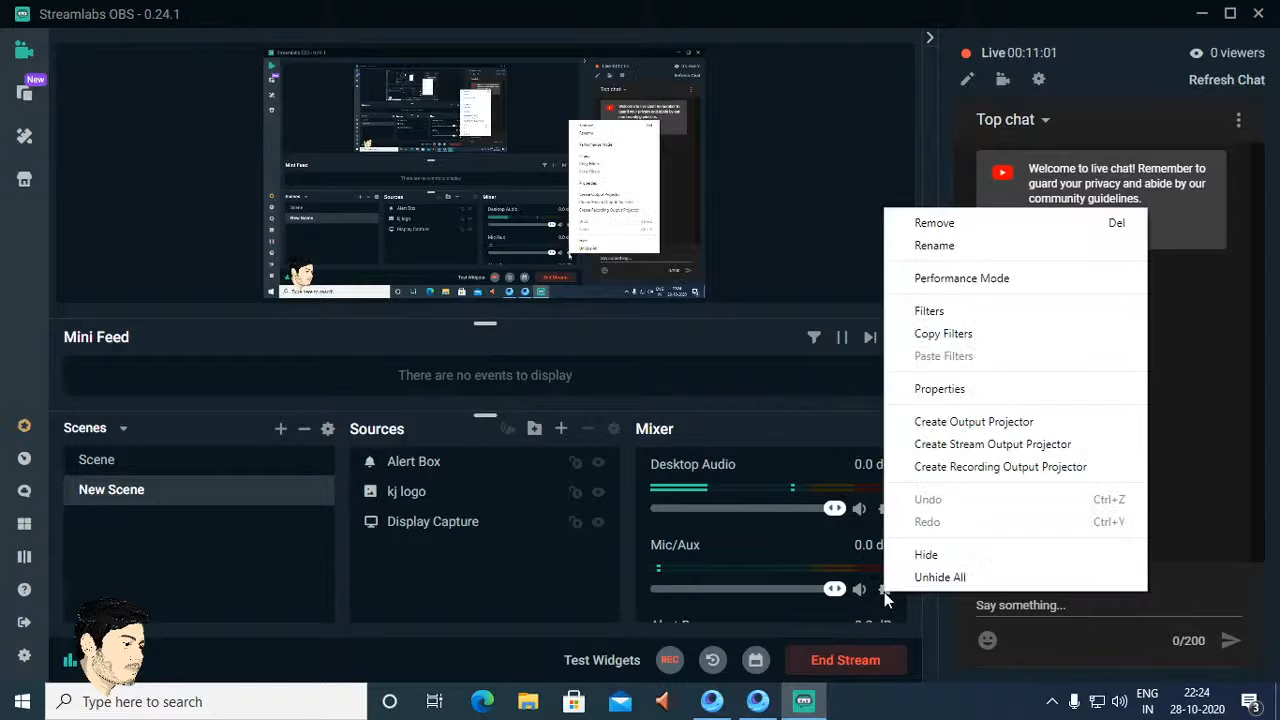 Streamlabs OBS - 0.24.1
Live 00:11:01
0 viewers
New
Refresh Chat
Welcome to live chat! Remember to
your privacy and abide by
guidelines.
Remove Del
Rename
Performance Mode
Filters
Copy Filters
Paste Filters
Properties
Create Output Projector
Create Stream Output Projector
Create Recording Output Projector
Undo Ctrl+Z
Redo Ctrl+Y
Hide
Unhide All
Mini Feed
There are no events to display
Scenes
Scene
New Scene
Sources
Alert Box
kj logo
Display Capture
Mixer
Desktop Audio 0.0 d
Mic/Aux 0.0 d
Say something...
0/200
Test Widgets
REC
End Stream
Type here to search
ENG
IN
22:24
28-10-2020
3